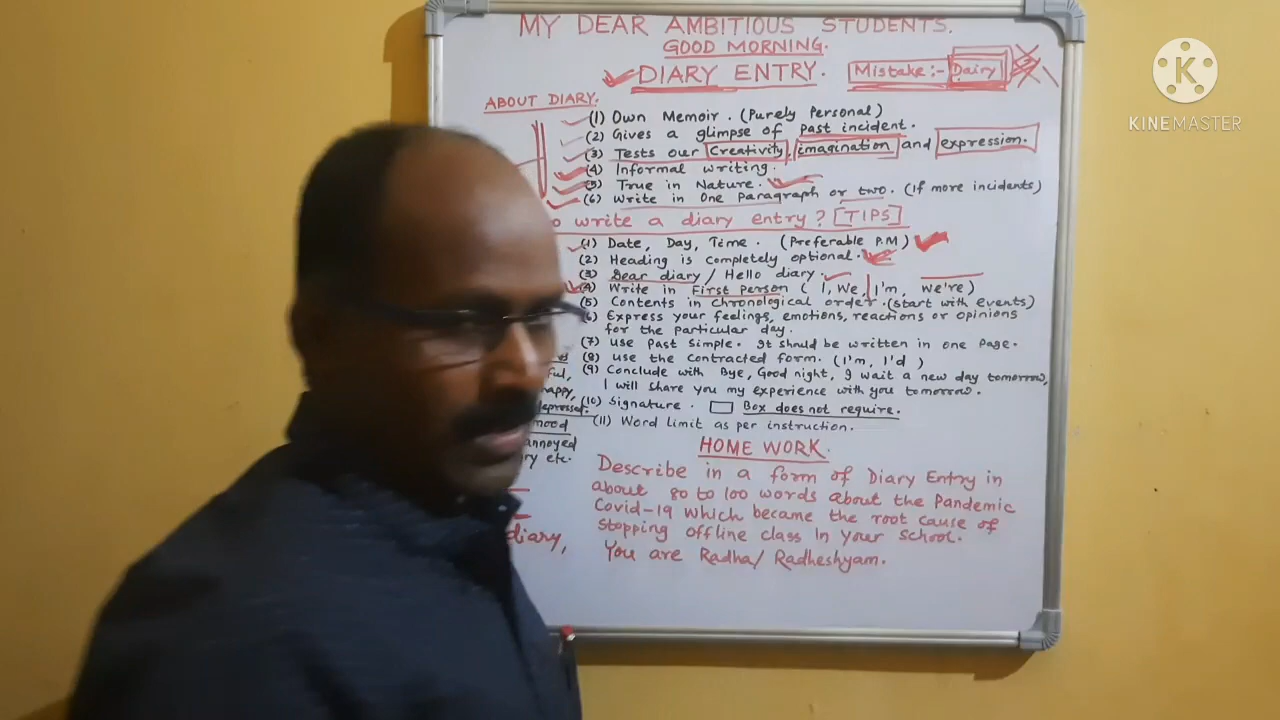 MY DEAR AMBITIOUS STUDENTS.
GOOD MORNING.
DIARY ENTRY. Mistake:- Dairy
ABOUT DIARY.
(1) Own Memoir. (Purely Personal)
(2) Gives a glimpse of past incident.
(3) Tests our Creativity, imagination and expression.
(4) Informal writing.
(5) True in Nature.
(6) Write in One Paragraph or two. (If more incidents)
write a diary entry? [TIPS]
(1) Date, Day, Time. (Preferable P.M)
(2) Heading is completely optional.
(3) Dear diary / Hello diary.
(4) Write in First person ( I, We, I'm, We're)
(5) Contents in chronological order. (Start with events)
(6) Express your feelings, emotions, reactions or opinions
for the particular day.
(7) Use Past Simple. It should be written in one page.
(8) Use the contracted form. (I'm, I'd )
(9) Conclude with Bye, Good night, I wait a new day tomorrow,
I will share you my experience with you tomorrow.
(10) Signature. Box does not require.
(11) Word limit as per instruction.
depressed.
mood
annoyed
etc.
diary,
HOME WORK.
Describe in a form of Diary Entry in
about 80 to 100 words about the Pandemic
Covid-19 which became the root cause of
stopping offline class In your school.
You are Radha/ Radheshyam.
K
KINEMASTER